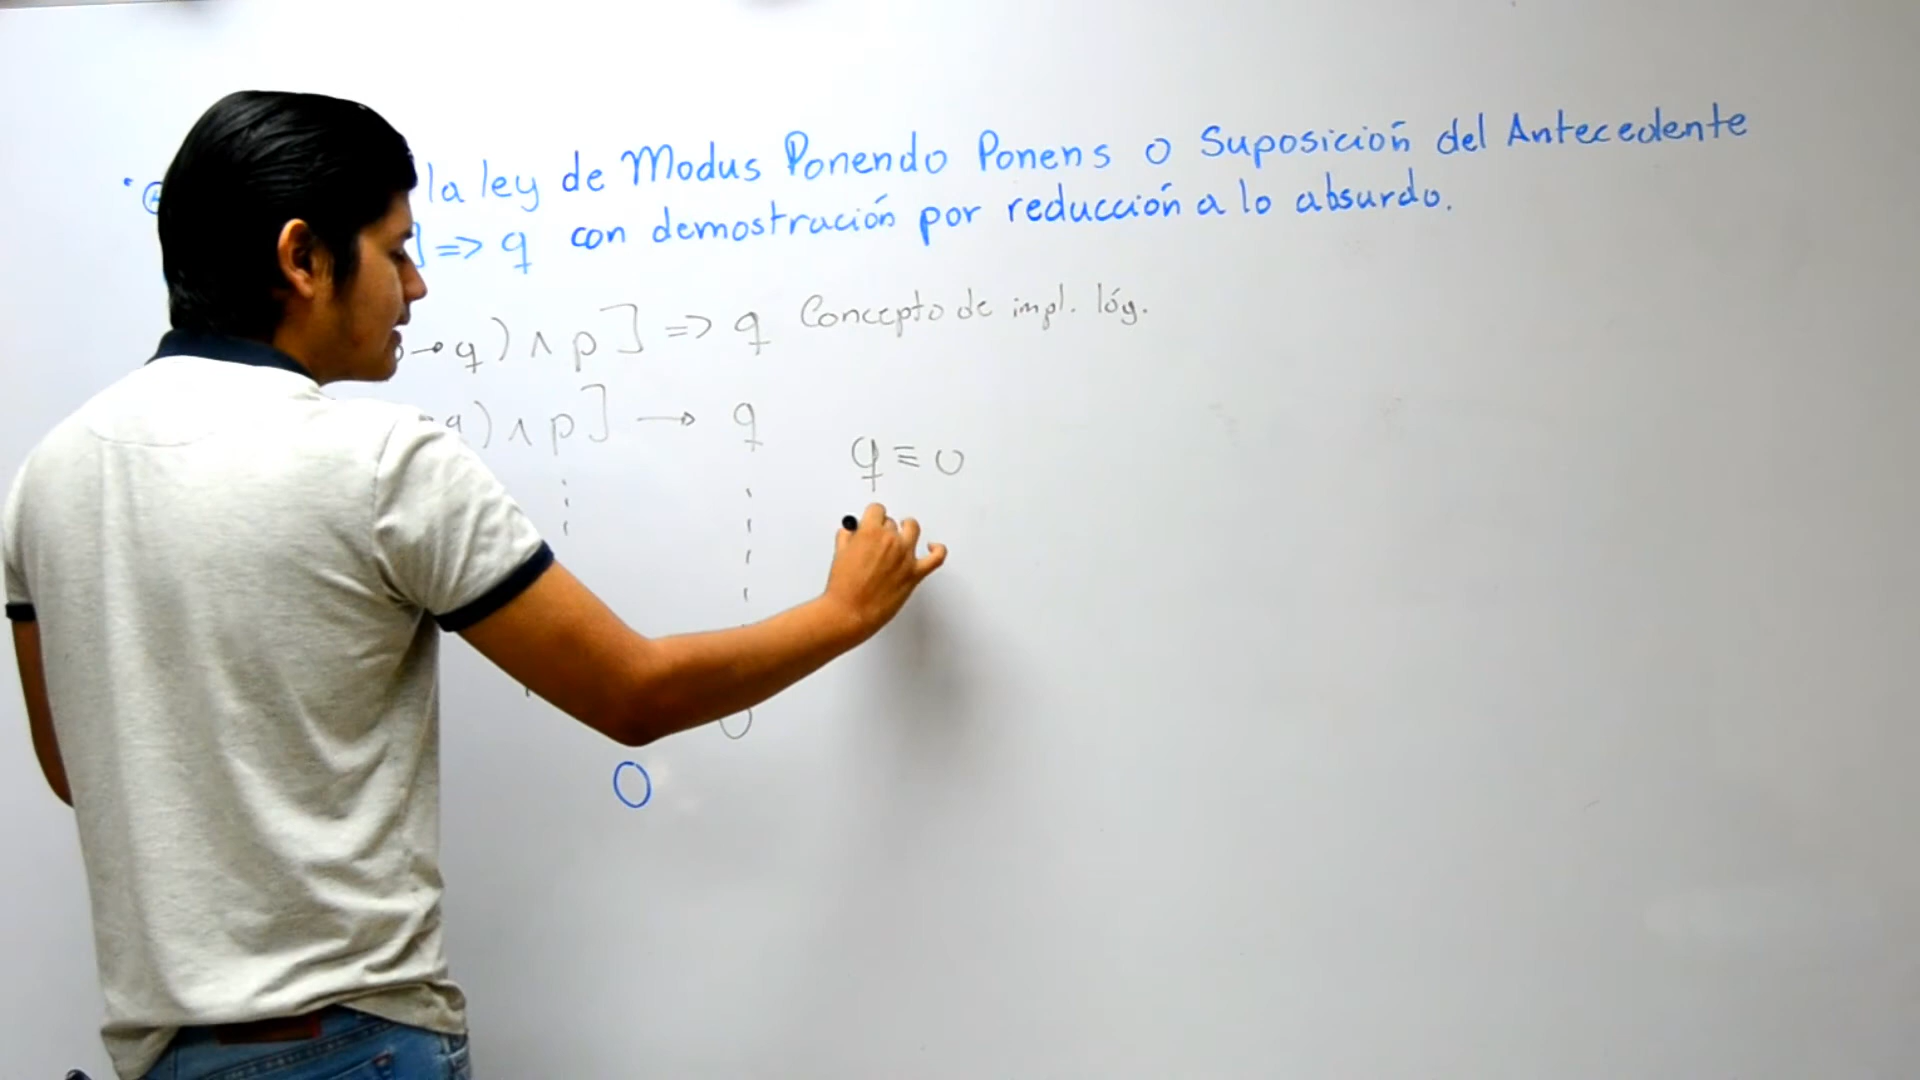 la ley de Modus Ponendo Ponens o Suposición del Antecedente
] => q con demostración por reducción a lo absurdo.
→ q) ∧ p] => q Concepto de impl. lóg.
q) ∧ p] → q
q ≡ 0
0
0